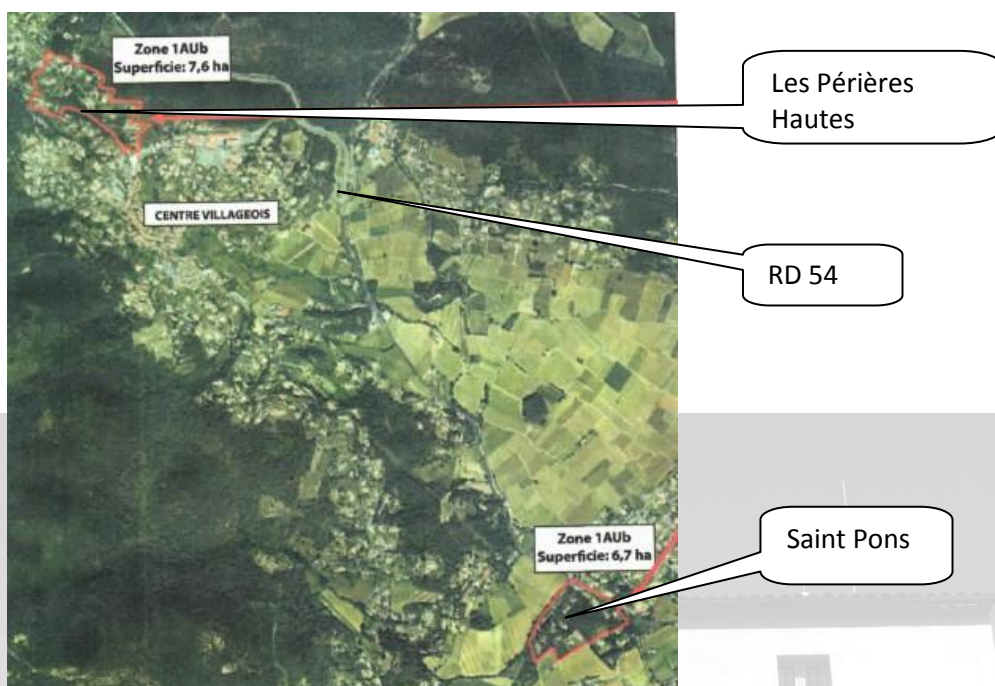 Zone 1AUb
Superficie: 7,6 ha
Les Périères
Hautes
CENTRE VILLAGEOIS
RD 54
Zone 1AUb
Superficie: 6,7 ha
Saint Pons